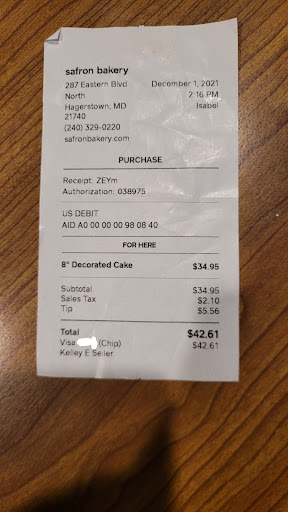 safron bakery
287 Eastern Blvd December 1, 2021
North 2:16 PM
Hagerstown, MD Isabel
21740
(240) 329-0220
safronbakery.com
PURCHASE
Receipt: ZEYm
Authorization: 038975
US DEBIT
AID A0 00 00 00 98 08 40
FOR HERE
8" Decorated Cake $34.95
Subtotal $34.95
Sales Tax $2.10
Tip $5.56
Total $42.61
Visa (Chip) $42.61
Kelley E Seiler